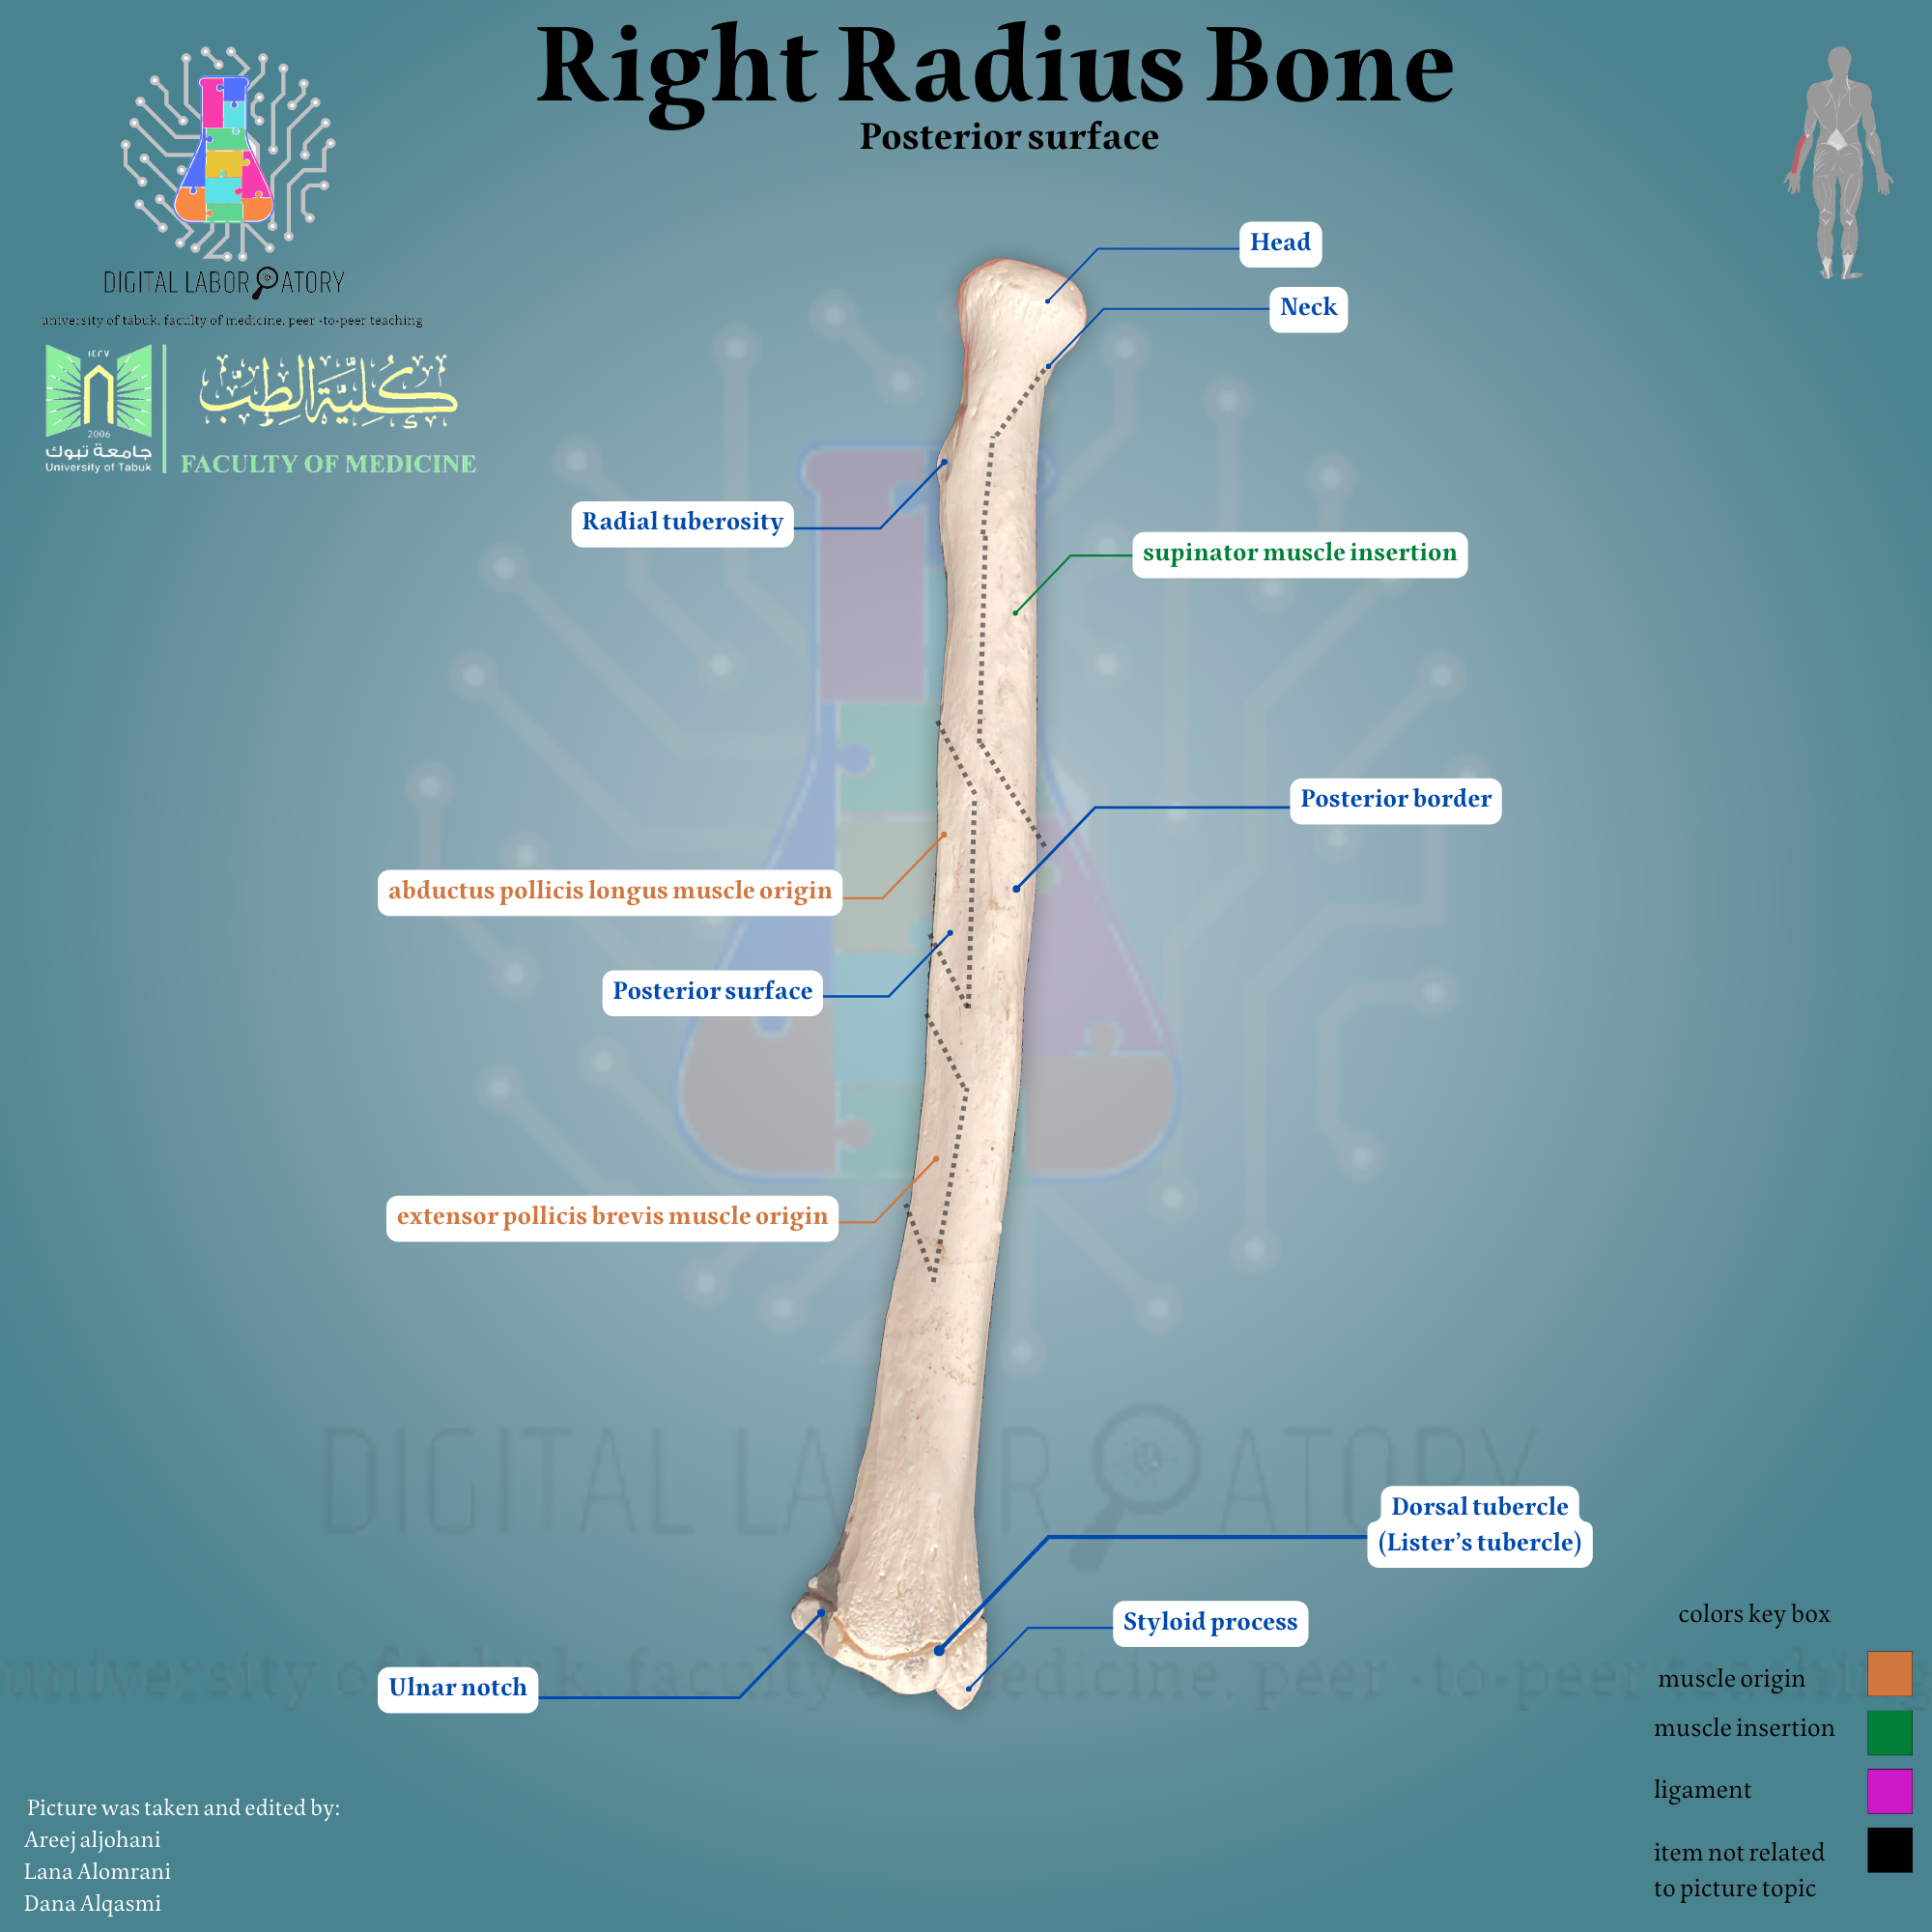 Right Radius Bone
Posterior surface
DIGITAL LABORATORY
university of tabuk, faculty of medicine, peer -to-peer teaching
١٤٢٧
2006
جامعة تبوك
University of Tabuk
كليّة الطب
FACULTY OF MEDICINE
Head
Neck
Radial tuberosity
supinator muscle insertion
Posterior border
abductus pollicis longus muscle origin
Posterior surface
extensor pollicis brevis muscle origin
DIGITAL LABORATORY
Dorsal tubercle
(Lister's tubercle)
Styloid process
university of tabuk, faculty of medicine, peer -to-peer teaching
Ulnar notch
colors key box
muscle origin
muscle insertion
ligament
item not related
to picture topic
Picture was taken and edited by:
Areej aljohani
Lana Alomrani
Dana Alqasmi